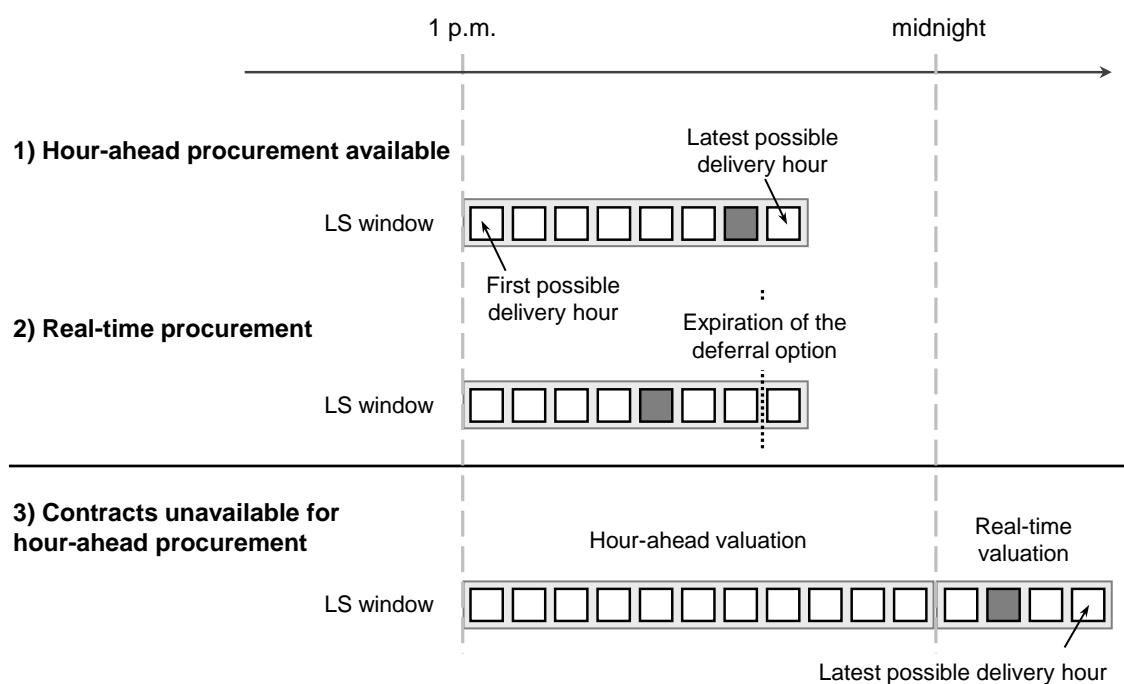 1 p.m.
midnight
1) Hour-ahead procurement available
Latest possible
delivery hour
LS window
First possible
delivery hour
2) Real-time procurement
Expiration of the
deferral option
LS window
3) Contracts unavailable for
hour-ahead procurement
Hour-ahead valuation
Real-time
valuation
LS window
Latest possible delivery hour